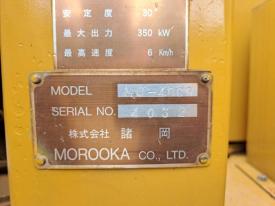 安定度 30°
最大出力 350 kW
最高速度 6 Km/h
MODEL
SERIAL NO.
株式会社 諸岡
MOROOKA CO., LTD.